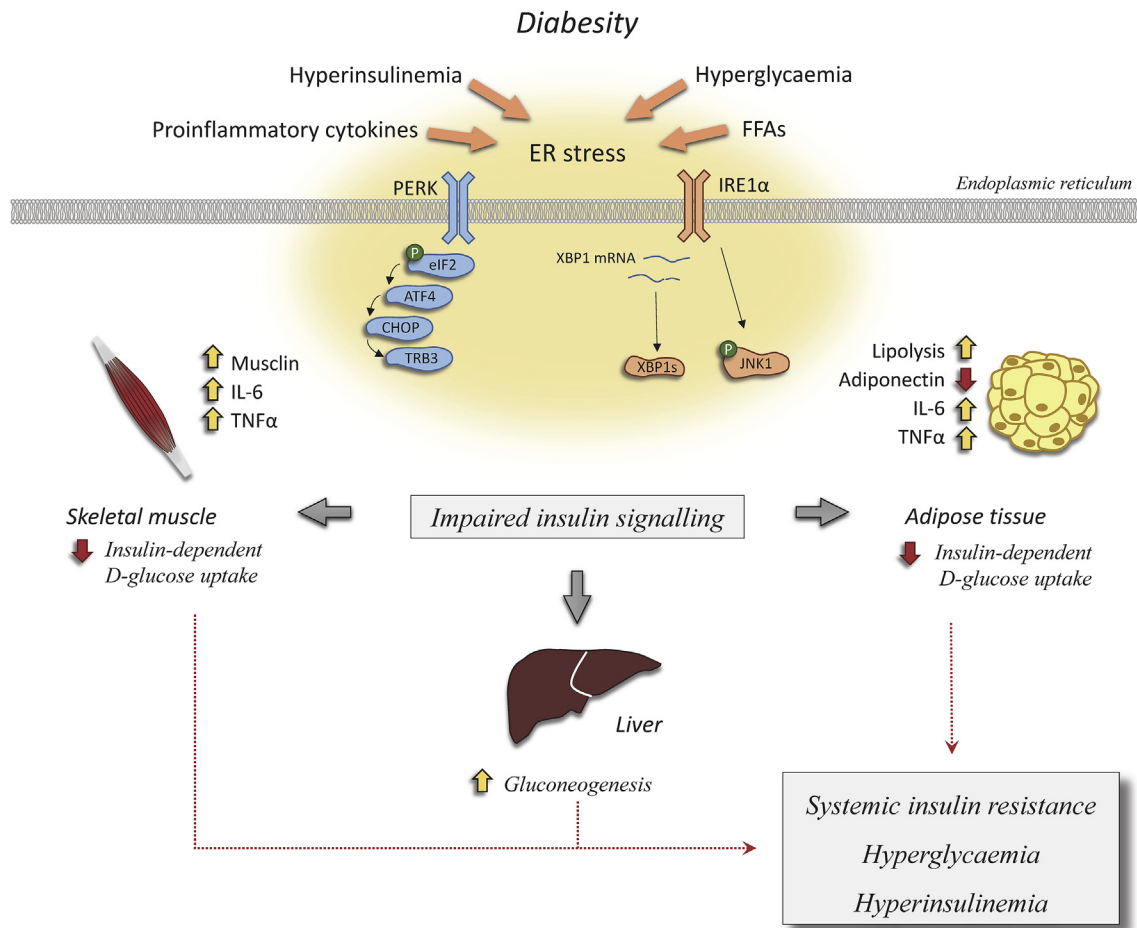 Diabesity
Hyperinsulinemia
Hyperglycaemia
Proinflammatory cytokines
FFAs
ER stress
PERK
IRE1α
Endoplasmic reticulum
P
eIF2
XBP1 mRNA
ATF4
CHOP
TRB3
XBP1s
P
JNK1
Musclin
IL-6
TNFα
Lipolysis
Adiponectin
IL-6
TNFα
Skeletal muscle
Insulin-dependent
D-glucose uptake
Impaired insulin signalling
Adipose tissue
Insulin-dependent
D-glucose uptake
Liver
Gluconeogenesis
Systemic insulin resistance
Hyperglycaemia
Hyperinsulinemia